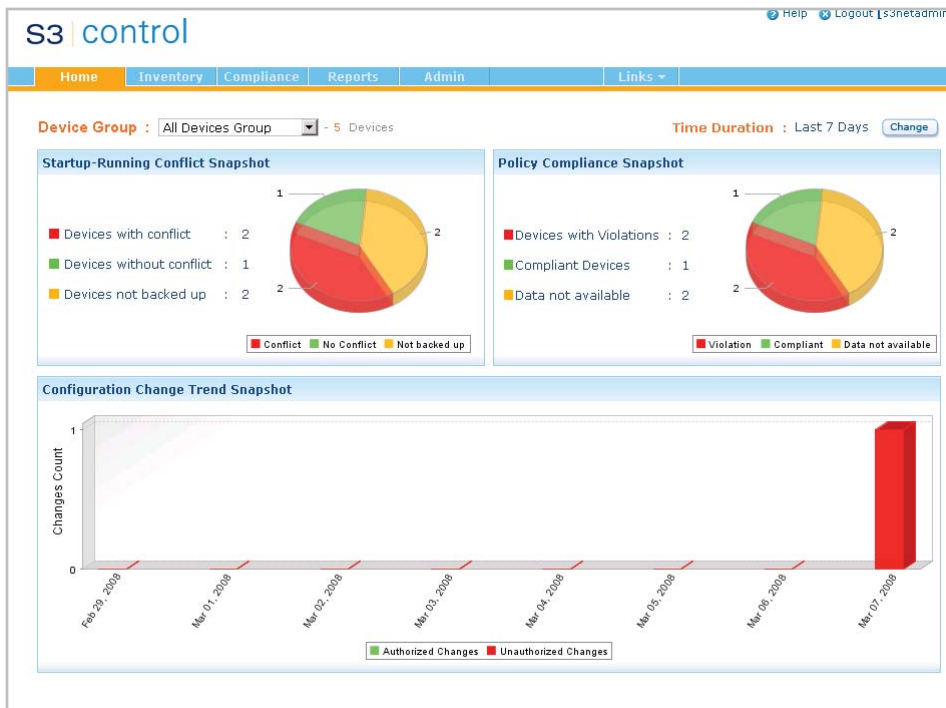 Help Logout [s3netadmin
S3 control
Home Inventory Compliance Reports Admin Links
Device Group : All Devices Group - 5 Devices
Time Duration : Last 7 Days Change
Startup-Running Conflict Snapshot
Devices with conflict : 2
Devices without conflict : 1
Devices not backed up : 2
1
2
2
Conflict No Conflict Not backed up
Policy Compliance Snapshot
Devices with Violations : 2
Compliant Devices : 1
Data not available : 2
1
2
2
Violation Compliant Data not available
Configuration Change Trend Snapshot
Changes Count
1
0
Feb 29, 2008
Mar 01, 2008
Mar 02, 2008
Mar 03, 2008
Mar 04, 2008
Mar 05, 2008
Mar 06, 2008
Mar 07, 2008
Authorized Changes Unauthorized Changes